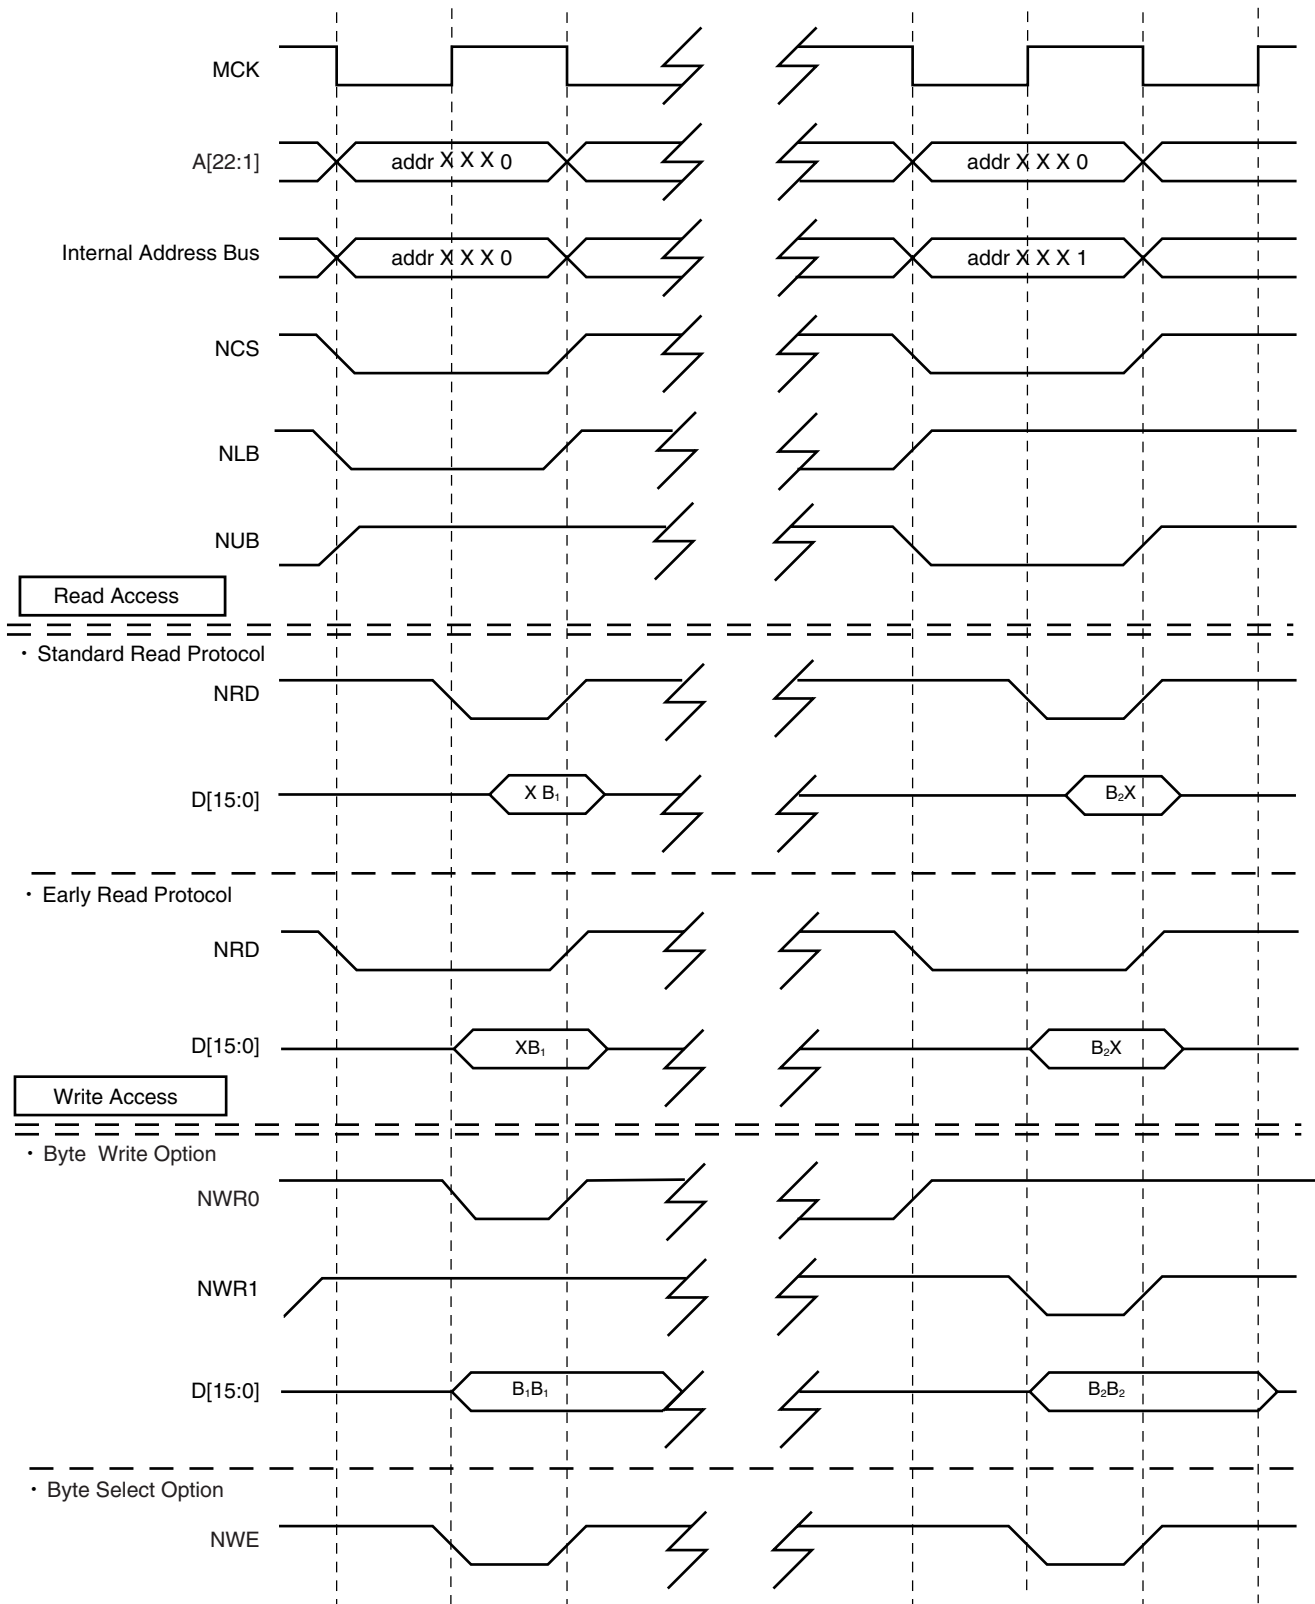 MCK
A[22:1] addr X X X 0 addr X X X 0
Internal Address Bus addr X X X 0 addr X X X 1
NCS
NLB
NUB
Read Access
· Standard Read Protocol
NRD
D[15:0] X B₁ B₂X
· Early Read Protocol
NRD
D[15:0] XB₁ B₂X
Write Access
· Byte Write Option
NWR0
NWR1
D[15:0] B₁B₁ B₂B₂
· Byte Select Option
NWE